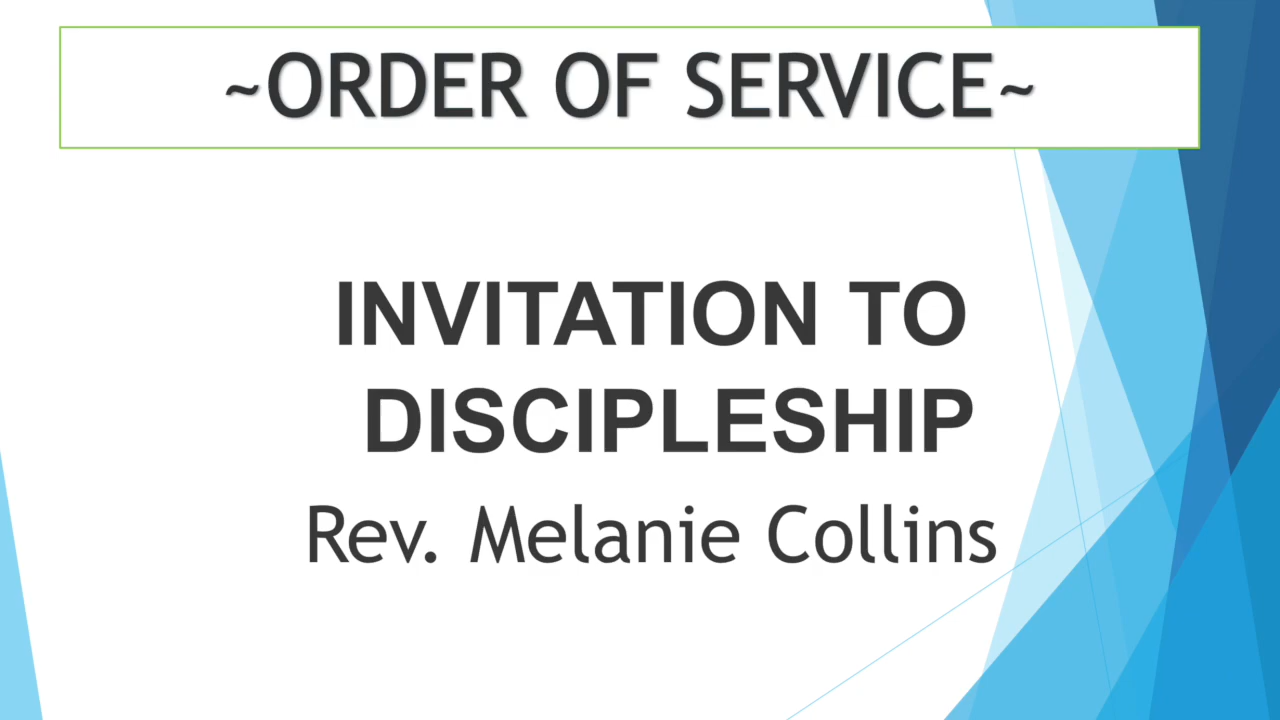 ~ORDER OF SERVICE~
INVITATION TO
DISCIPLESHIP
Rev. Melanie Collins